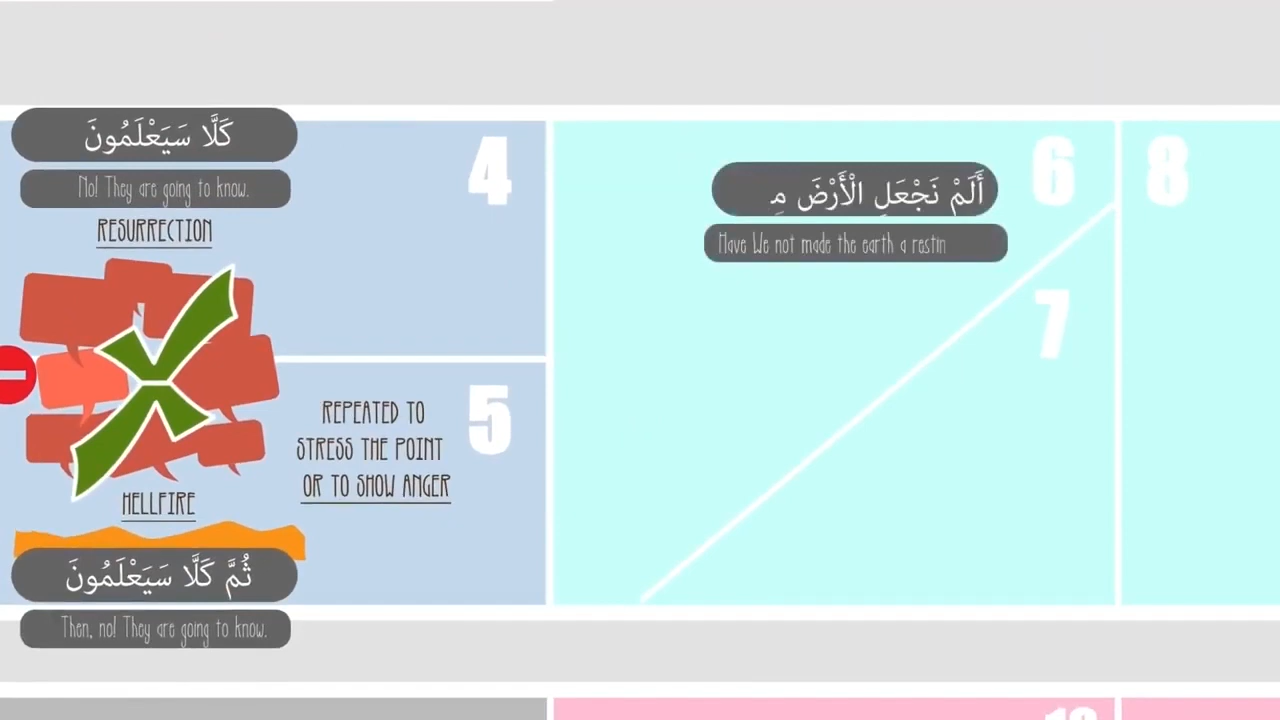 كَلَّا سَيَعْلَمُونَ
No! They are going to know.
4
RESURRECTION
HELLFIRE
ثُمَّ كَلَّا سَيَعْلَمُونَ
Then, no! They are going to know.
5
REPEATED TO
STRESS THE POINT
OR TO SHOW ANGER
6
أَلَمْ نَجْعَلِ الْأَرْضَ مِ
Have We not made the earth a restin
7
8